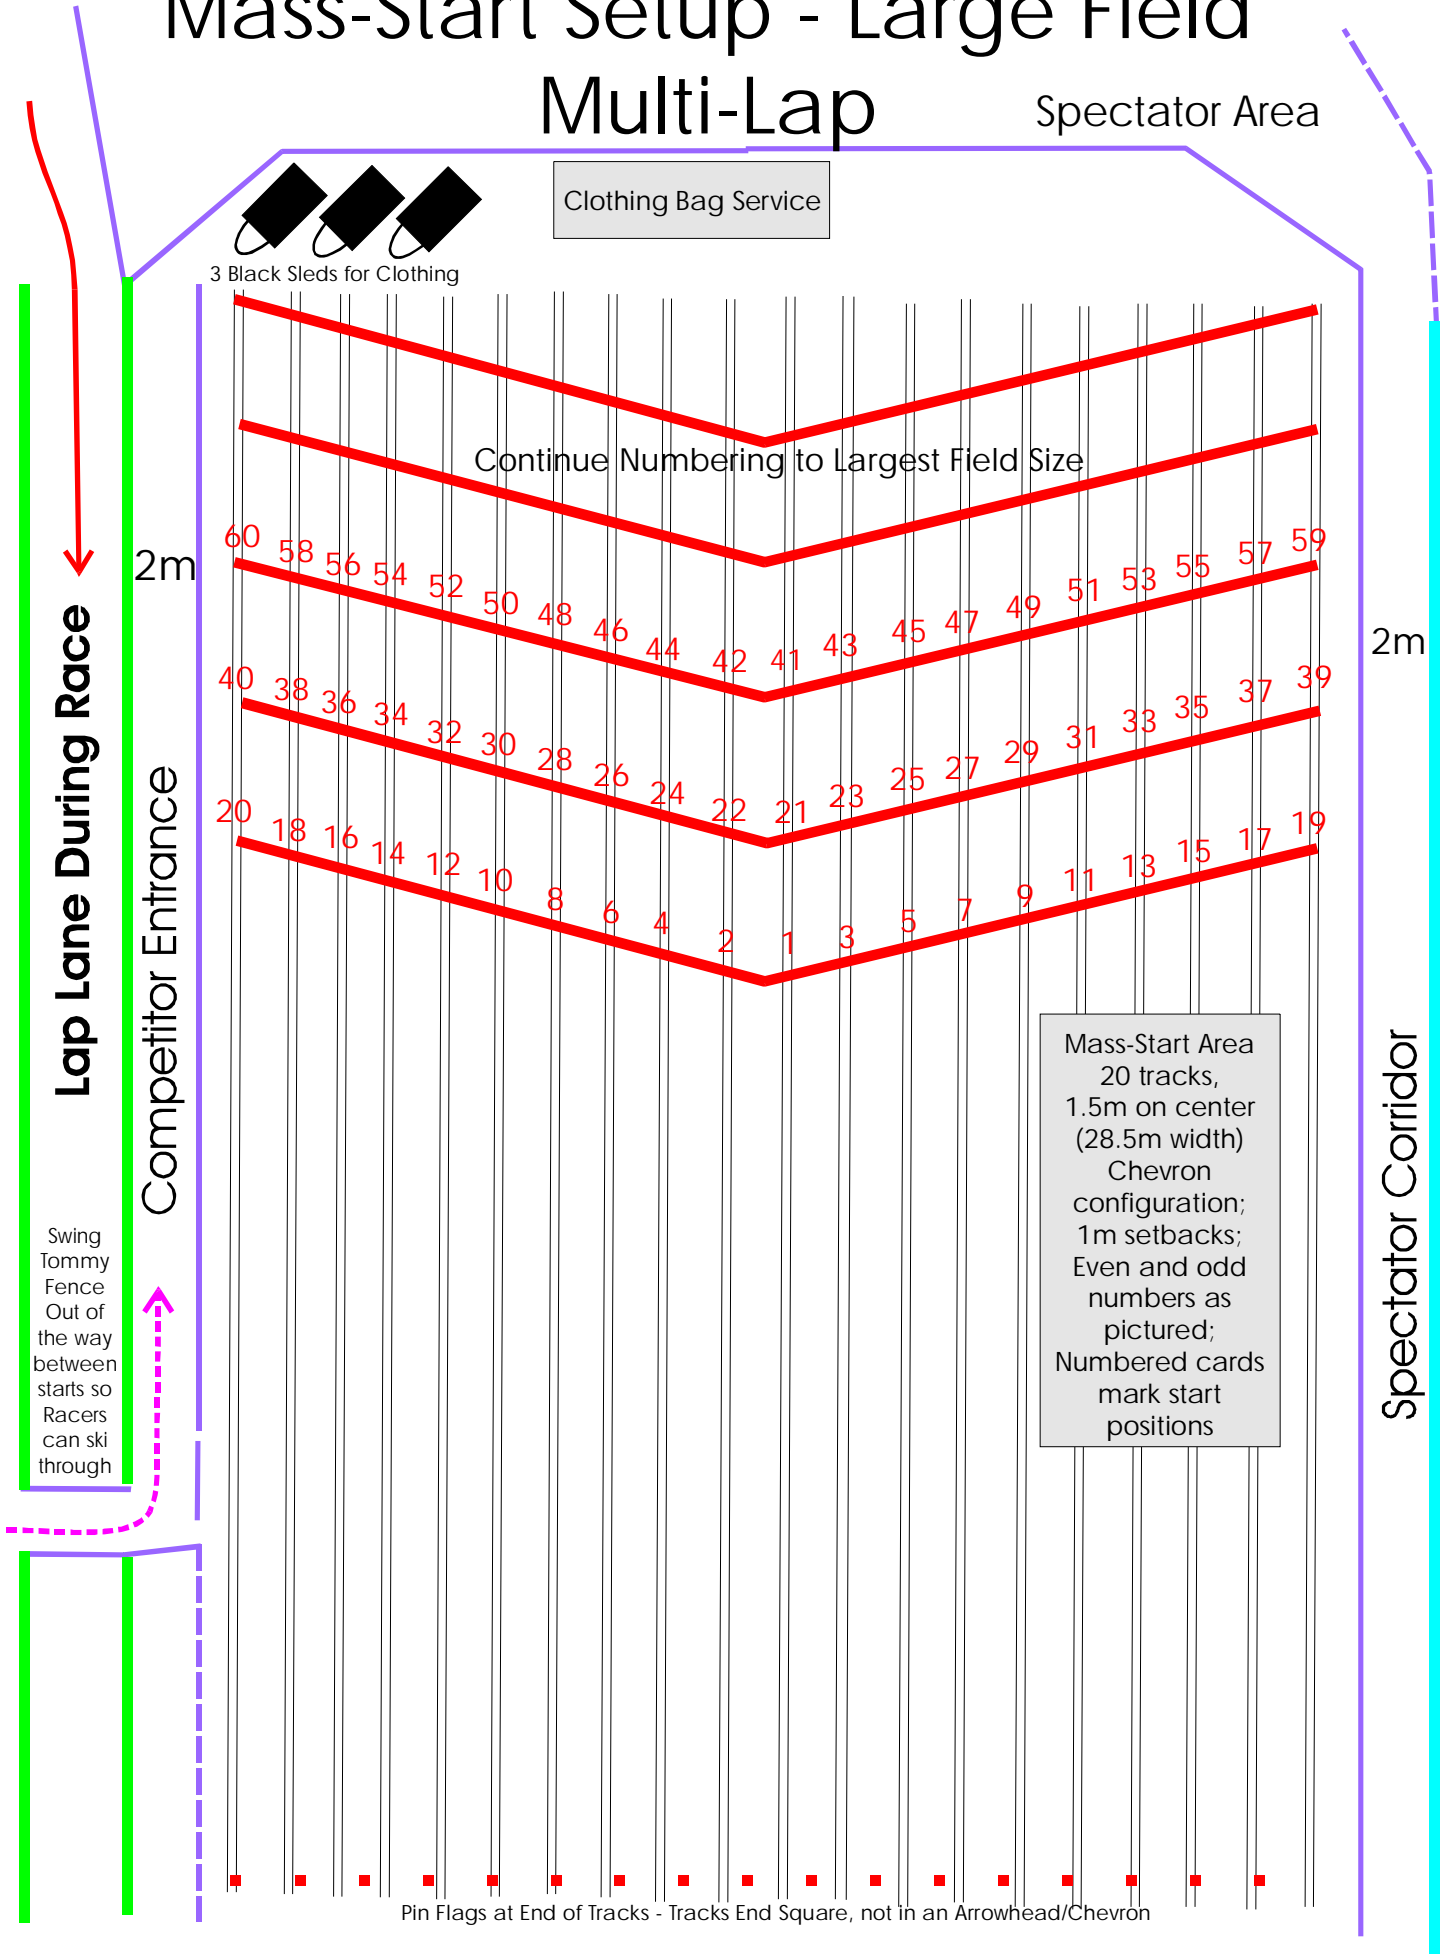 Mass-Start Setup - Large Field
Multi-Lap
Spectator Area
Clothing Bag Service
3 Black Sleds for Clothing
Continue Numbering to Largest Field Size
60 58 56 54 52 50 48 46 44 42 41 43 45 47 49 51 53 55 57 59
2m
2m
40 38 36 34 32 30 28 26 24 22 21 23 25 27 29 31 33 35 37 39
20 18 16 14 12 10 8 6 4 2 1 3 5 7 9 11 13 15 17 19
Lap Lane During Race
Competitor Entrance
Spectator Corridor
Mass-Start Area
20 tracks,
1.5m on center
(28.5m width)
Chevron
configuration;
1m setbacks;
Even and odd
numbers as
pictured;
Numbered cards
mark start
positions
Swing
Tommy
Fence
Out of
the way
between
starts so
Racers
can ski
through
Pin Flags at End of Tracks - Tracks End Square, not in an Arrowhead/Chevron